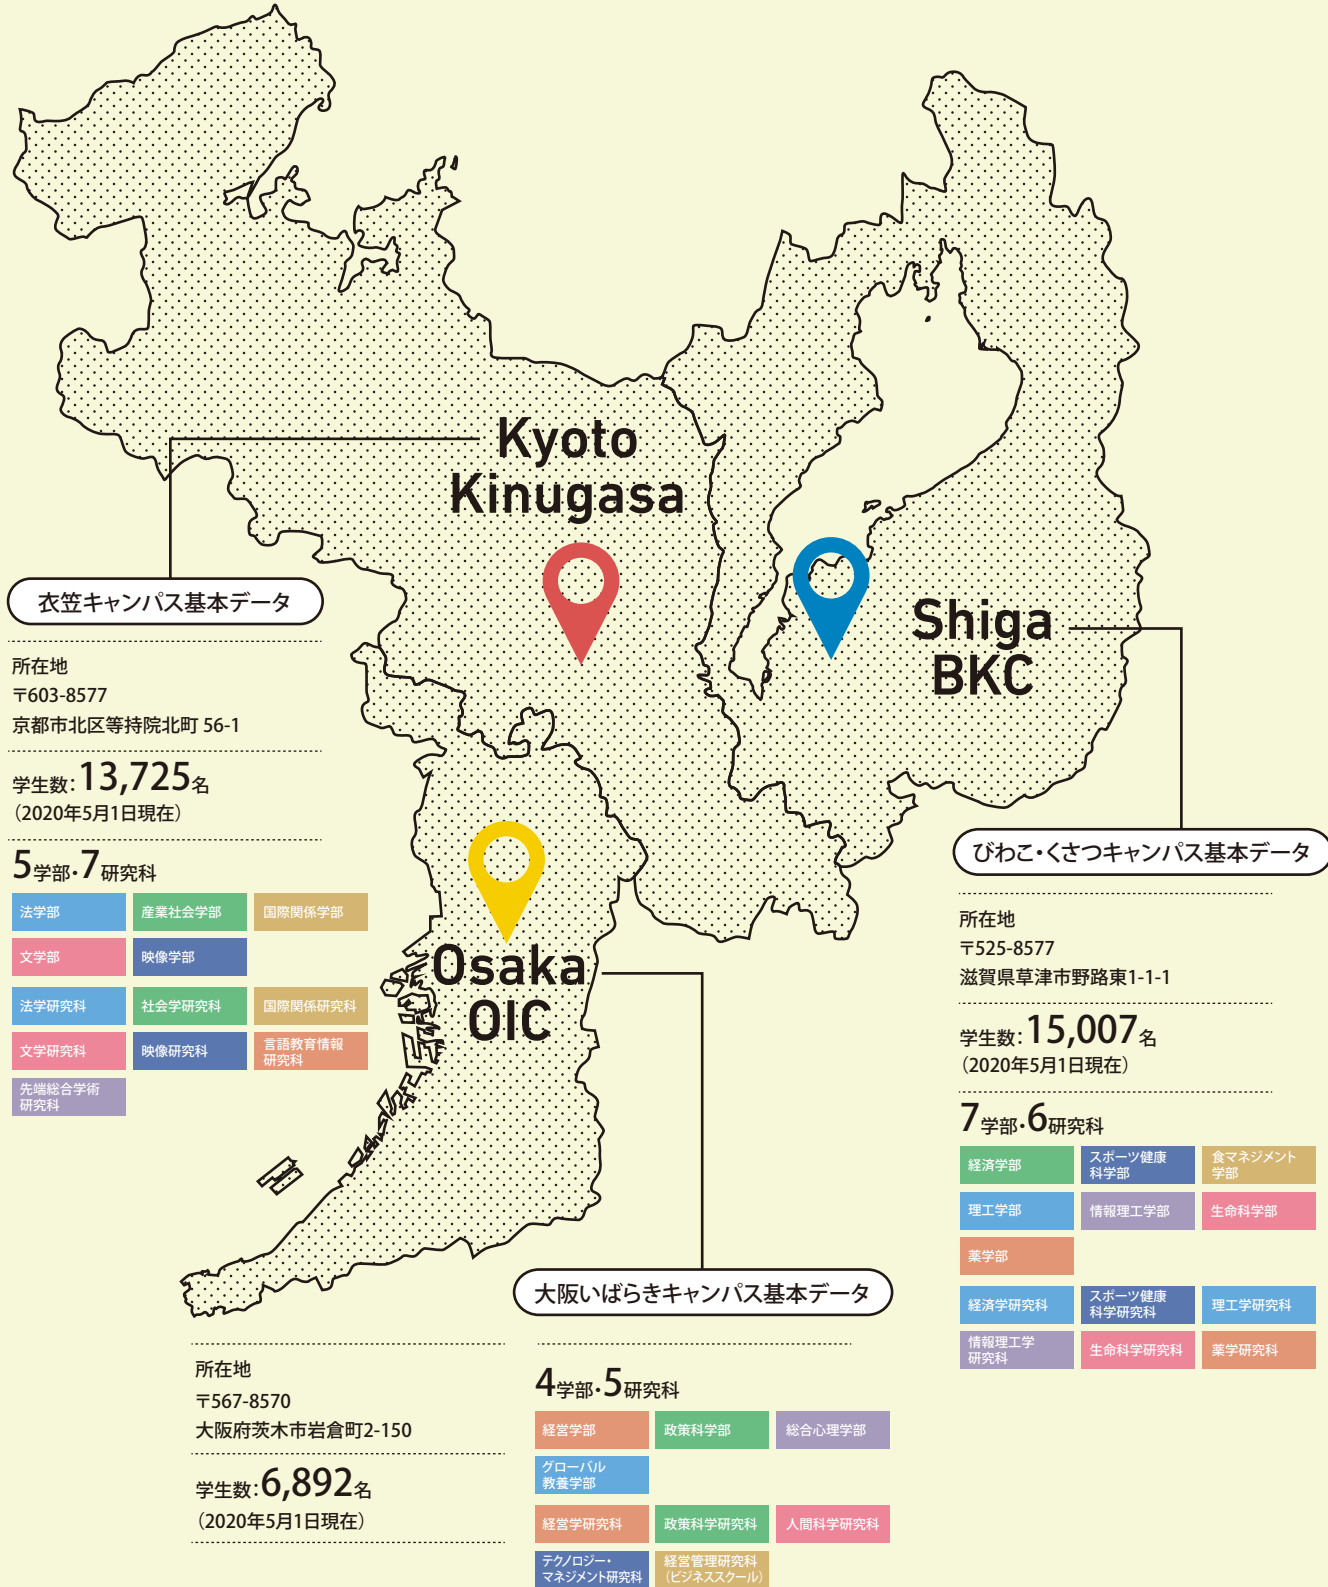 Kyoto
Kinugasa
Shiga
BKC
Osaka
OIC
衣笠キャンパス基本データ
所在地
〒603-8577
京都市北区等持院北町 56-1
学生数：13,725名
（2020年5月1日現在）
5学部・7研究科
法学部 産業社会学部 国際関係学部
文学部 映像学部
法学研究科 社会学研究科 国際関係研究科
文学研究科 映像研究科 言語教育情報
研究科
先端総合学術
研究科
びわこ・くさつキャンパス基本データ
所在地
〒525-8577
滋賀県草津市野路東1-1-1
学生数：15,007名
（2020年5月1日現在）
7学部・6研究科
経済学部 スポーツ健康
科学部 食マネジメント
学部
理工学部 情報理工学部 生命科学部
薬学部
経済学研究科 スポーツ健康
科学研究科 理工学研究科
情報理工学
研究科 生命科学研究科 薬学研究科
大阪いばらきキャンパス基本データ
所在地
〒567-8570
大阪府茨木市岩倉町2-150
学生数：6,892名
（2020年5月1日現在）
4学部・5研究科
経営学部 政策科学部 総合心理学部
グローバル
教養学部
経営学研究科 政策科学研究科 人間科学研究科
テクノロジー・
マネジメント研究科 経営管理研究科
（ビジネススクール）